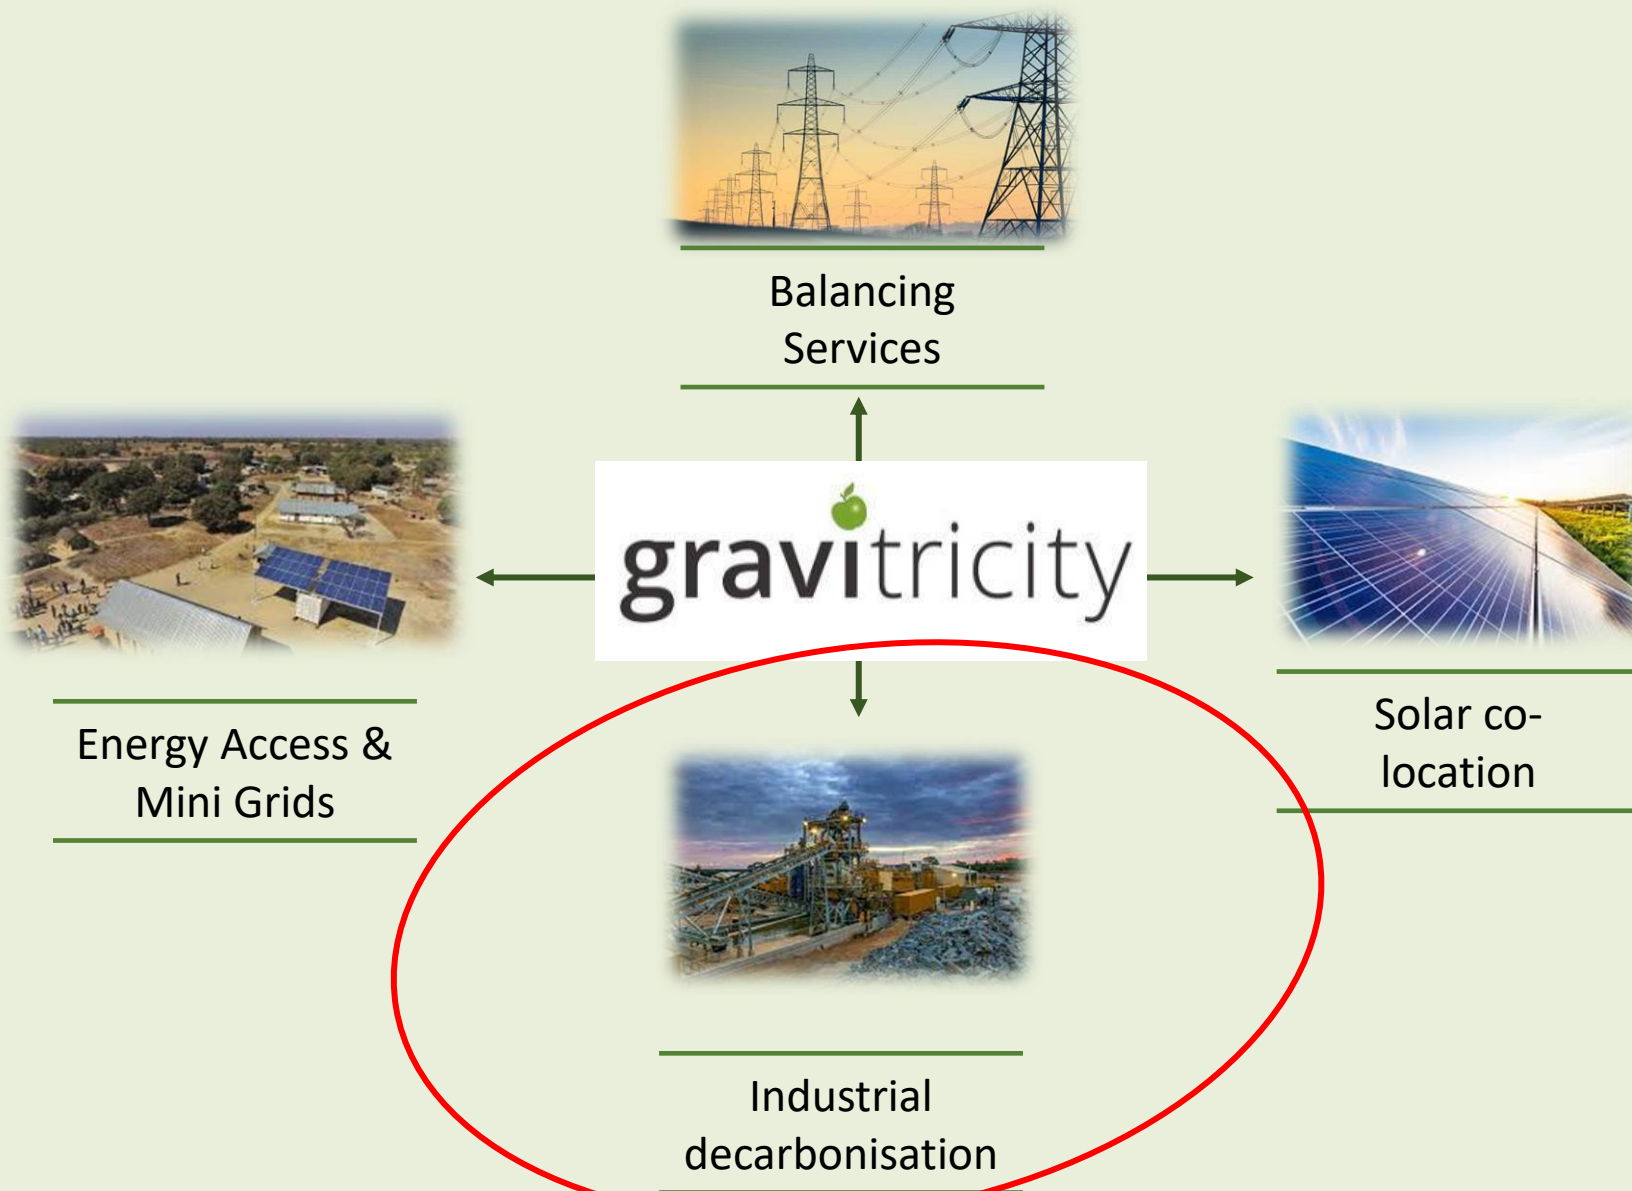 Balancing
Services
gravitricity
Energy Access &
Mini Grids
Solar co-
location
Industrial
decarbonisation